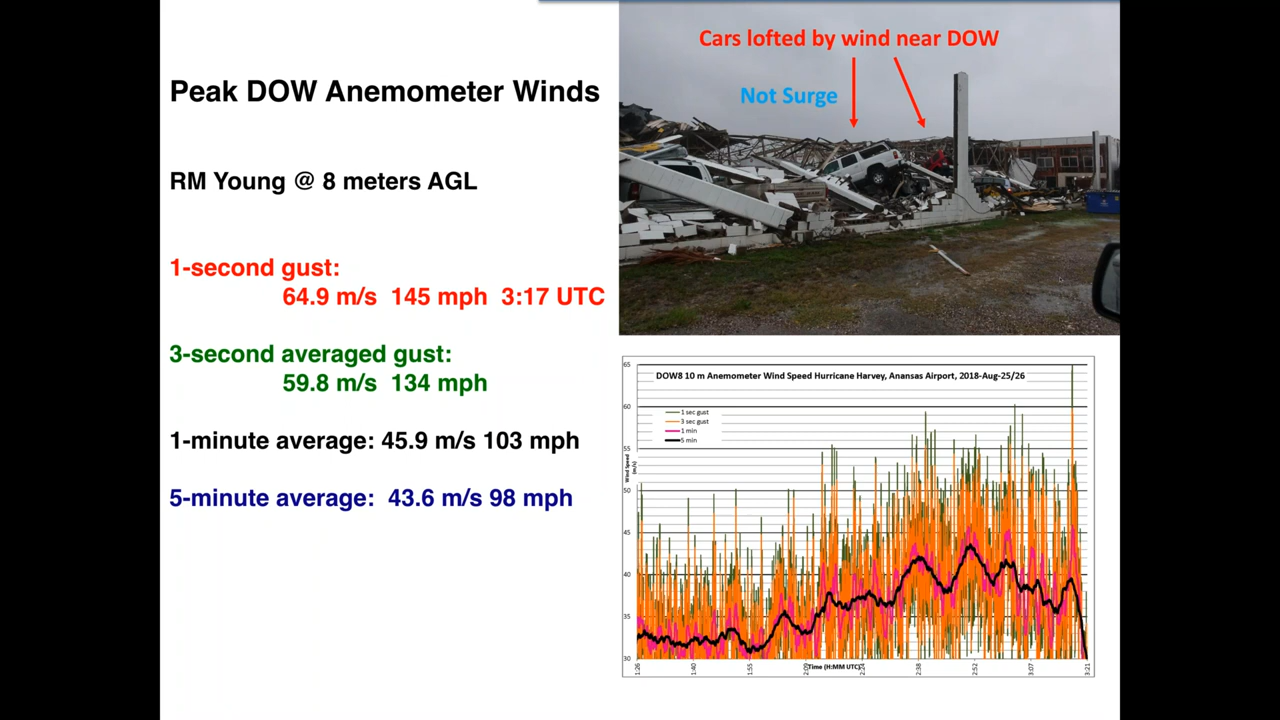 Peak DOW Anemometer Winds
RM Young @ 8 meters AGL
1-second gust:
64.9 m/s 145 mph 3:17 UTC
3-second averaged gust:
59.8 m/s 134 mph
1-minute average: 45.9 m/s 103 mph
5-minute average: 43.6 m/s 98 mph
Cars lofted by wind near DOW
Not Surge
DOW8 10 m Anemometer Wind Speed Hurricane Harvey, Anansas Airport, 2018-Aug-25/26
1 sec gust
3 sec gust
1 min
5 min
Wind Speed
(m/s)
65
60
55
50
45
40
35
30
1:26
1:40
1:55
2:09
2:24
2:38
2:52
3:07
3:21
Time (H:MM UTC)